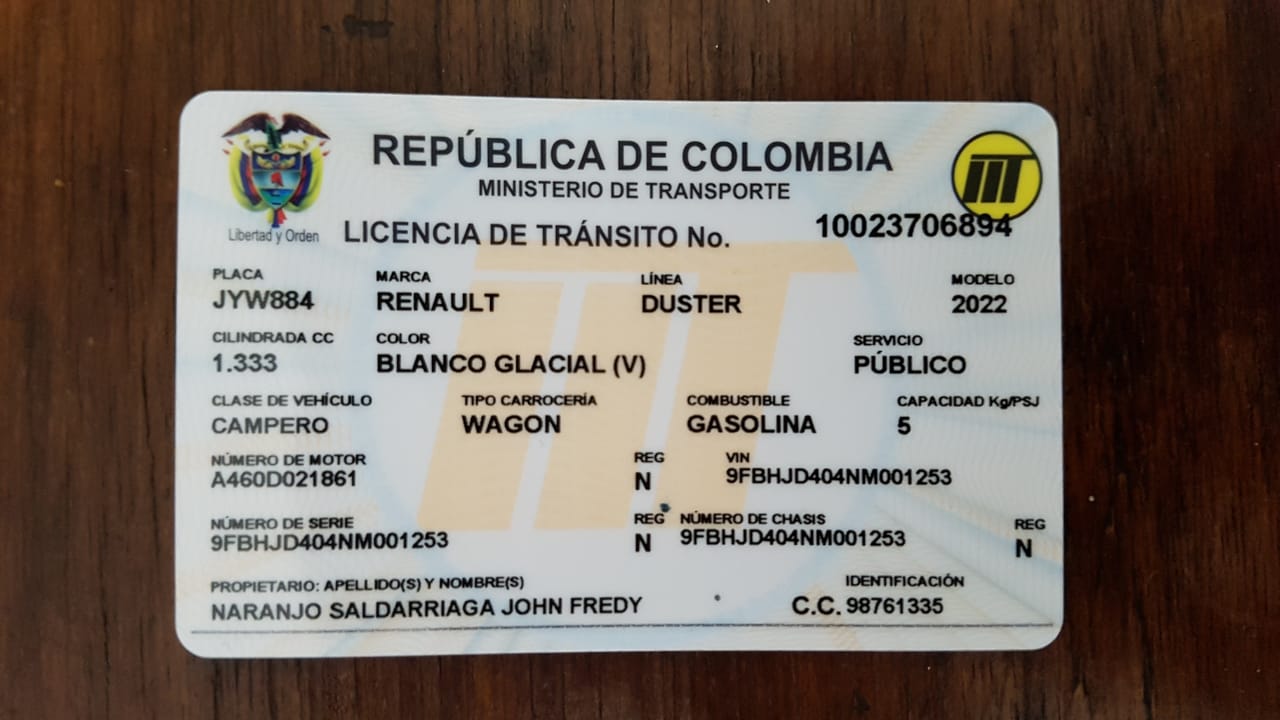 REPÚBLICA DE COLOMBIA
MINISTERIO DE TRANSPORTE
Libertad y Orden
LICENCIA DE TRÁNSITO No. 10023706894
PLACA MARCA LÍNEA MODELO
JYW884 RENAULT DUSTER 2022
CILINDRADA CC COLOR SERVICIO
1.333 BLANCO GLACIAL (V) PÚBLICO
CLASE DE VEHÍCULO TIPO CARROCERÍA COMBUSTIBLE CAPACIDAD Kg/PSJ
CAMPERO WAGON GASOLINA 5
NÚMERO DE MOTOR REG VIN
A460D021861 N 9FBHJD404NM001253
NÚMERO DE SERIE REG NÚMERO DE CHASIS REG
9FBHJD404NM001253 N 9FBHJD404NM001253 N
PROPIETARIO: APELLIDO(S) Y NOMBRE(S) IDENTIFICACIÓN
NARANJO SALDARRIAGA JOHN FREDY C.C. 98761335